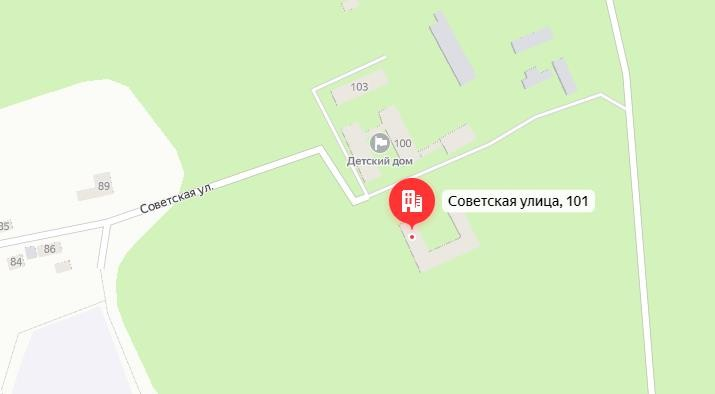 103
100
Детский дом
89
Советская ул.
Советская улица, 101
85
86
84